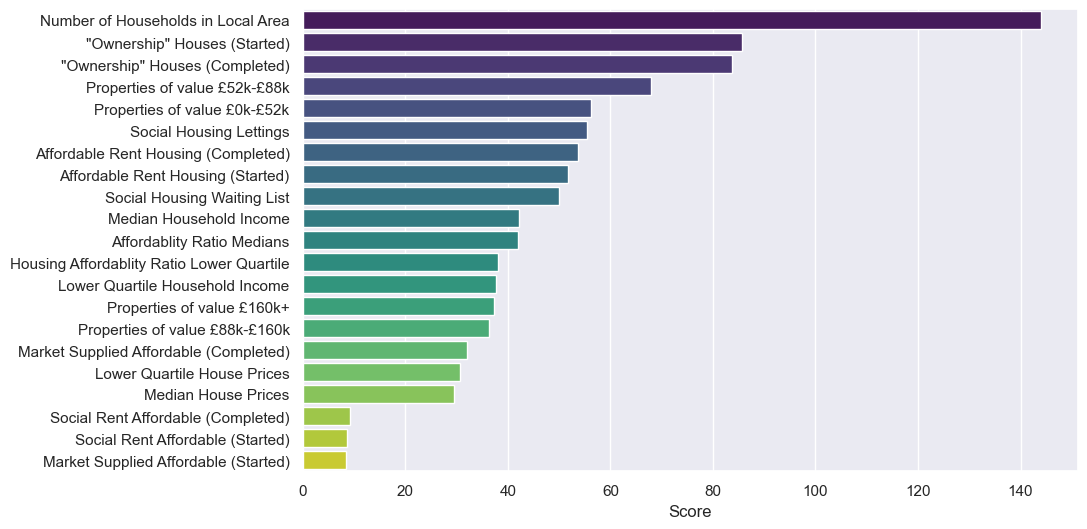 Number of Households in Local Area
"Ownership" Houses (Started)
"Ownership" Houses (Completed)
Properties of value £52k-£88k
Properties of value £0k-£52k
Social Housing Lettings
Affordable Rent Housing (Completed)
Affordable Rent Housing (Started)
Social Housing Waiting List
Median Household Income
Affordablity Ratio Medians
Housing Affordablity Ratio Lower Quartile
Lower Quartile Household Income
Properties of value £160k+
Properties of value £88k-£160k
Market Supplied Affordable (Completed)
Lower Quartile House Prices
Median House Prices
Social Rent Affordable (Completed)
Social Rent Affordable (Started)
Market Supplied Affordable (Started)
0 20 40 60 80 100 120 140
Score